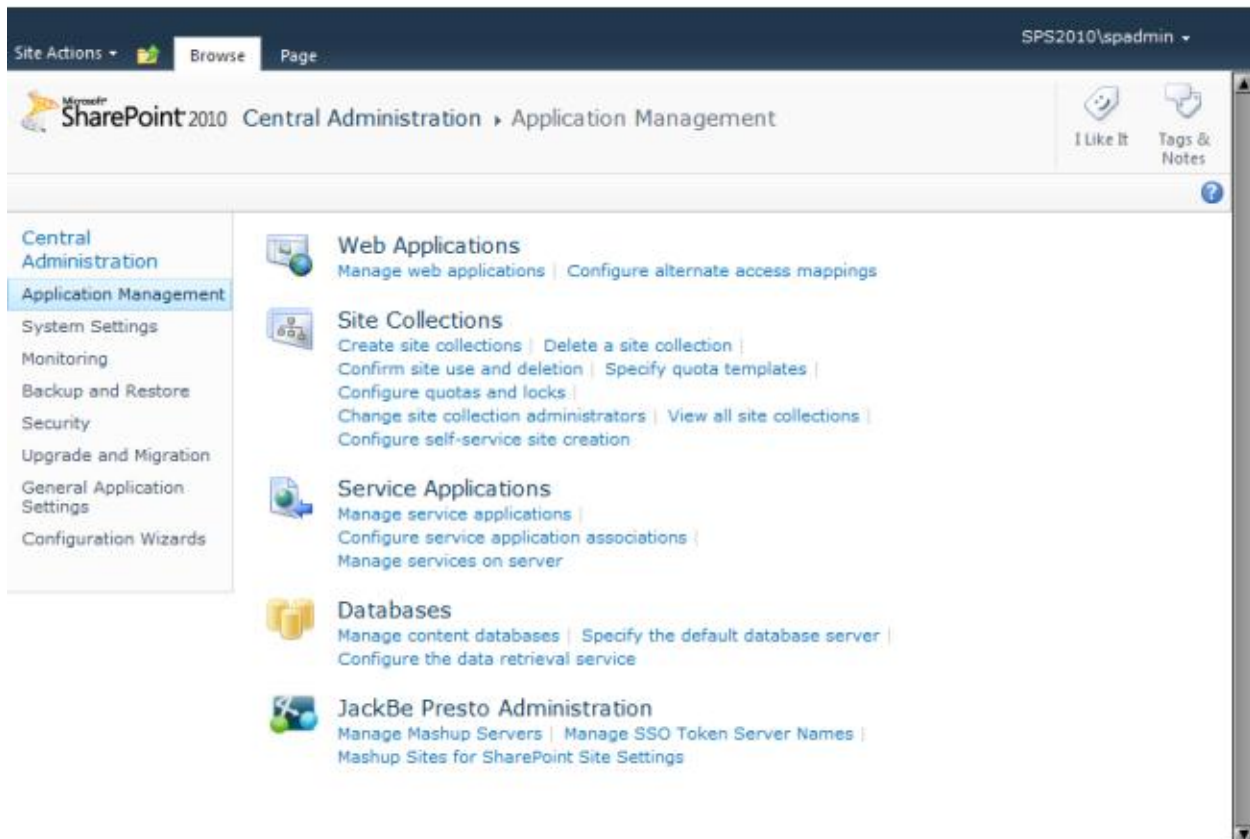 SPS2010\spadmin
Site Actions
Browse
Page
Microsoft
SharePoint 2010
Central Administration › Application Management
I Like It
Tags &
Notes
Central
Administration
Application Management
System Settings
Monitoring
Backup and Restore
Security
Upgrade and Migration
General Application
Settings
Configuration Wizards
Web Applications
Manage web applications | Configure alternate access mappings
Site Collections
Create site collections | Delete a site collection |
Confirm site use and deletion | Specify quota templates |
Configure quotas and locks |
Change site collection administrators | View all site collections |
Configure self-service site creation
Service Applications
Manage service applications |
Configure service application associations |
Manage services on server
Databases
Manage content databases | Specify the default database server |
Configure the data retrieval service
JackBe Presto Administration
Manage Mashup Servers | Manage SSO Token Server Names |
Mashup Sites for SharePoint Site Settings